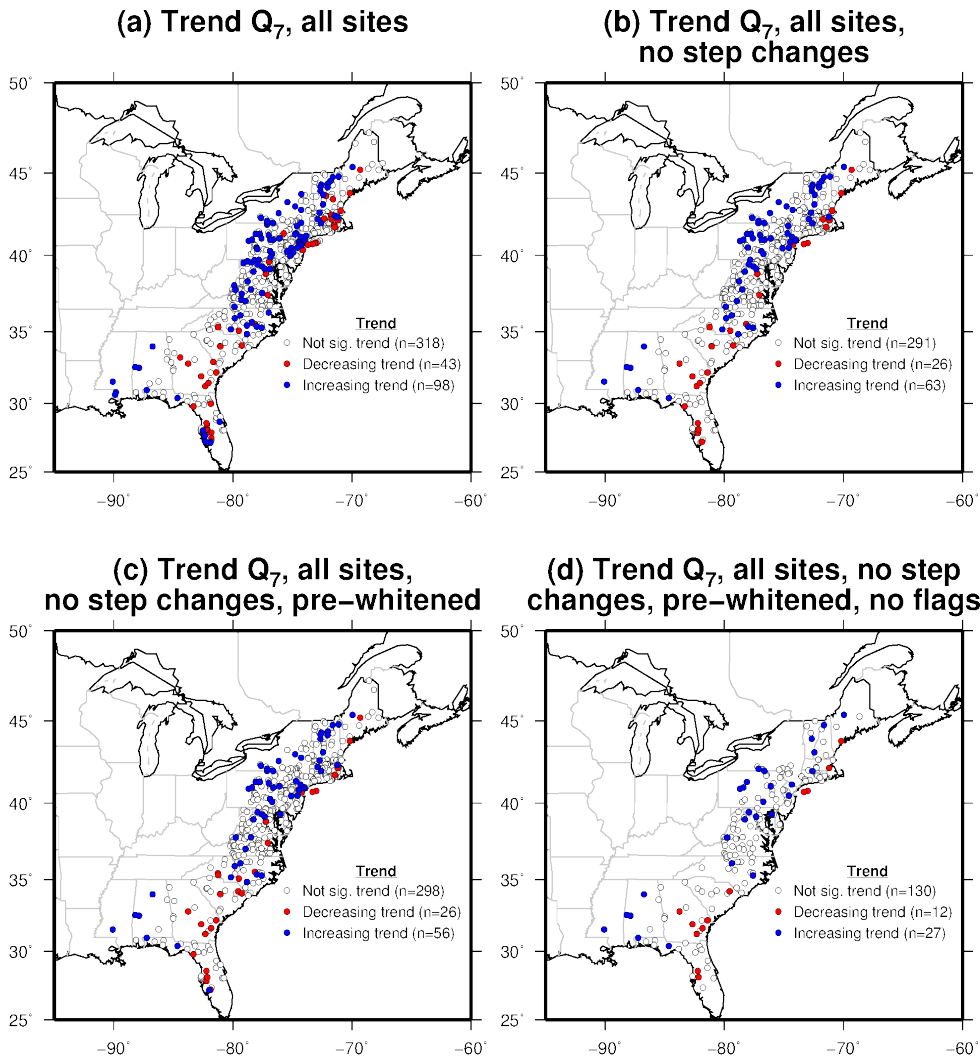 (a) Trend Q7, all sites
50˚
45˚
40˚
35˚
30˚
25˚
−90˚ −80˚ −70˚ −60˚
Trend
Not sig. trend (n=318)
Decreasing trend (n=43)
Increasing trend (n=98)
(b) Trend Q7, all sites,
no step changes
50˚
45˚
40˚
35˚
30˚
25˚
−90˚ −80˚ −70˚ −60˚
Trend
Not sig. trend (n=291)
Decreasing trend (n=26)
Increasing trend (n=63)
(c) Trend Q7, all sites,
no step changes, pre−whitened
50˚
45˚
40˚
35˚
30˚
25˚
−90˚ −80˚ −70˚ −60˚
Trend
Not sig. trend (n=298)
Decreasing trend (n=26)
Increasing trend (n=56)
(d) Trend Q7, all sites, no step
changes, pre−whitened, no flags
50˚
45˚
40˚
35˚
30˚
25˚
−90˚ −80˚ −70˚ −60˚
Trend
Not sig. trend (n=130)
Decreasing trend (n=12)
Increasing trend (n=27)